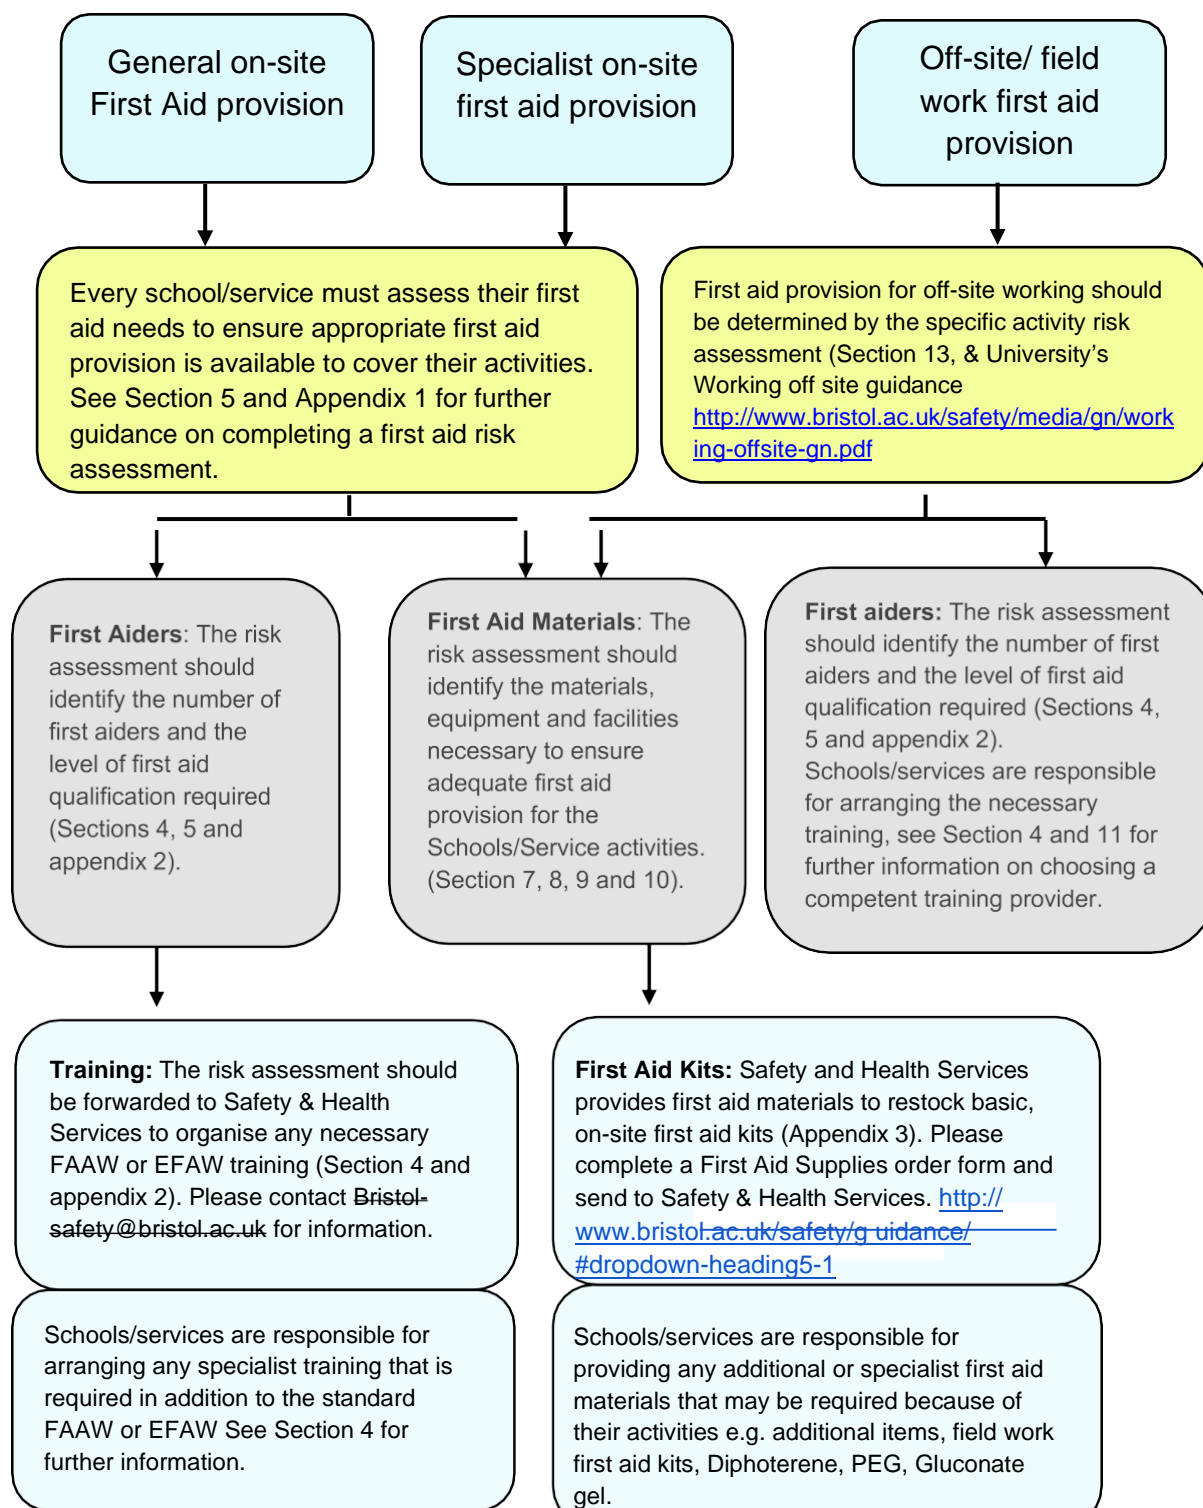 General on-site
First Aid provision
Specialist on-site
first aid provision
Off-site/ field
work first aid
provision
Every school/service must assess their first
aid needs to ensure appropriate first aid
provision is available to cover their activities.
See Section 5 and Appendix 1 for further
guidance on completing a first aid risk
assessment.
First aid provision for off-site working should
be determined by the specific activity risk
assessment (Section 13, & University’s
Working off site guidance
http://www.bristol.ac.uk/safety/media/gn/work
ing-offsite-gn.pdf
First Aiders: The risk
assessment should
identify the number of
first aiders and the
level of first aid
qualification required
(Sections 4, 5 and
appendix 2).
First Aid Materials: The
risk assessment should
identify the materials,
equipment and facilities
necessary to ensure
adequate first aid
provision for the
Schools/Service activities.
(Section 7, 8, 9 and 10).
First aiders: The risk assessment
should identify the number of first
aiders and the level of first aid
qualification required (Sections 4,
5 and appendix 2).
Schools/services are responsible
for arranging the necessary
training, see Section 4 and 11 for
further information on choosing a
competent training provider.
Training: The risk assessment should
be forwarded to Safety & Health
Services to organise any necessary
FAAW or EFAW training (Section 4 and
appendix 2). Please contact Bristol-
safety@bristol.ac.uk for information.
First Aid Kits: Safety and Health Services
provides first aid materials to restock basic,
on-site first aid kits (Appendix 3). Please
complete a First Aid Supplies order form and
send to Safety & Health Services. http://
www.bristol.ac.uk/safety/g uidance/
#dropdown-heading5-1
Schools/services are responsible for
arranging any specialist training that is
required in addition to the standard
FAAW or EFAW See Section 4 for
further information.
Schools/services are responsible for
providing any additional or specialist first aid
materials that may be required because of
their activities e.g. additional items, field work
first aid kits, Diphoterene, PEG, Gluconate
gel.